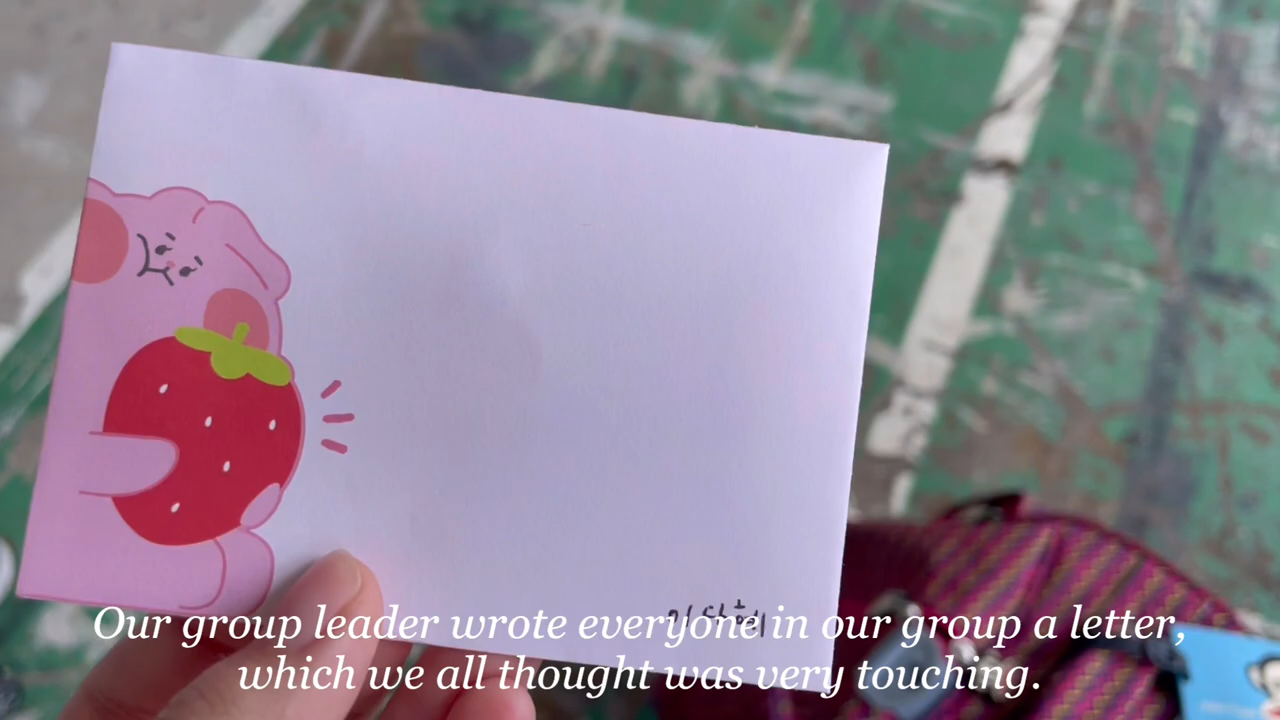 Our group leader wrote everyone in our group a letter,
which we all thought was very touching.